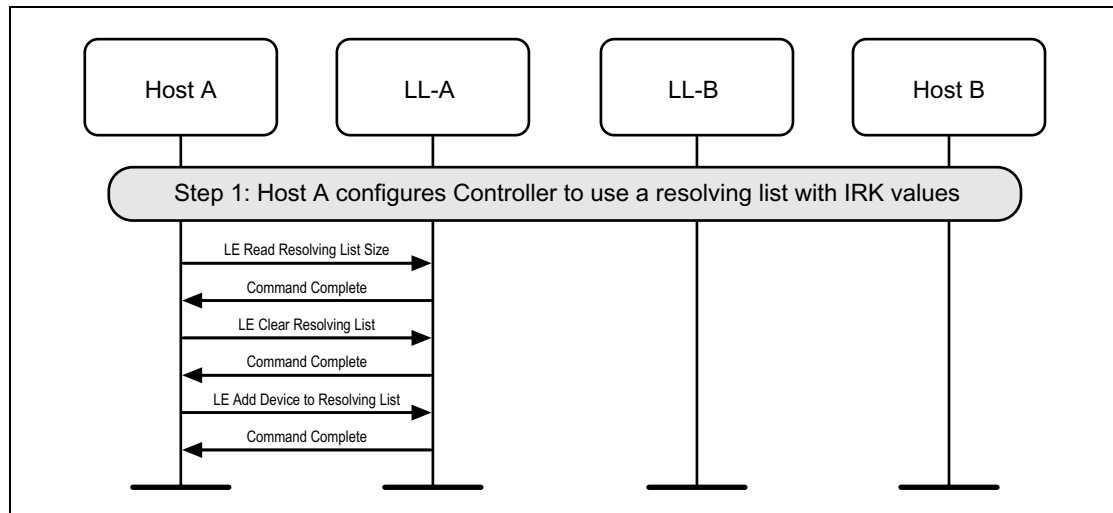 Host A
LL-A
LL-B
Host B
Step 1: Host A configures Controller to use a resolving list with IRK values
LE Read Resolving List Size
Command Complete
LE Clear Resolving List
Command Complete
LE Add Device to Resolving List
Command Complete